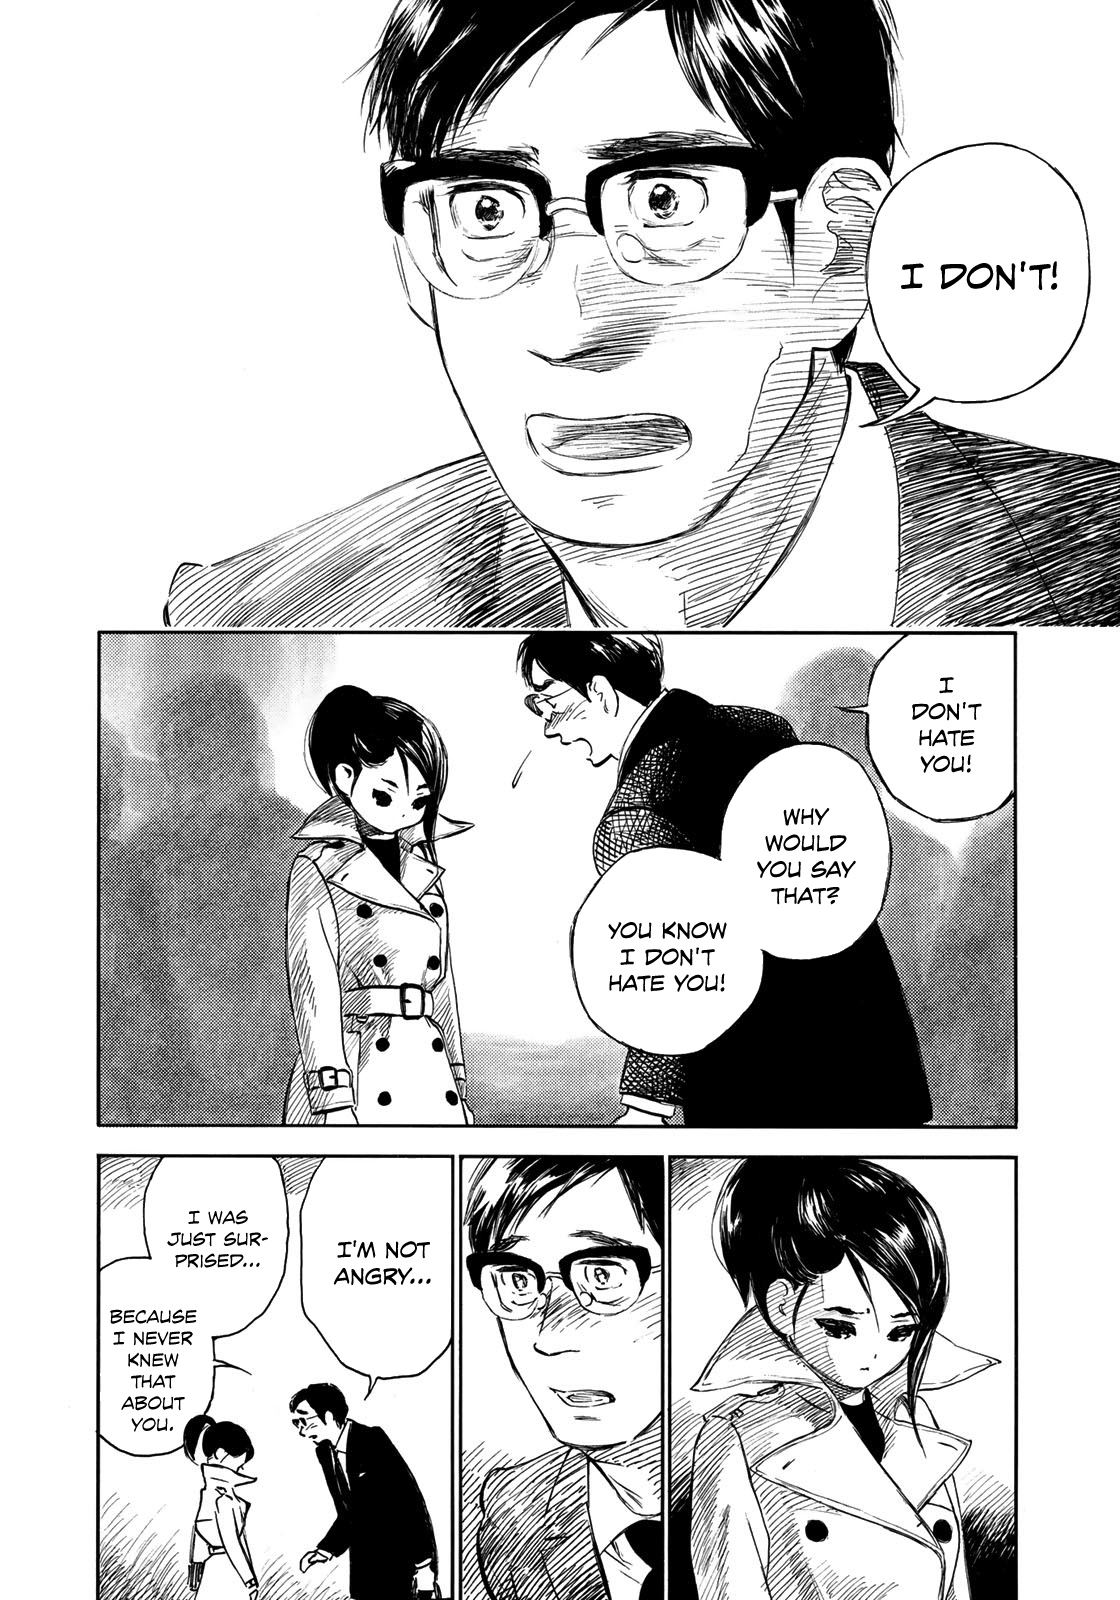 I DON'T!
I
DON'T
HATE
YOU!
WHY
WOULD
YOU SAY
THAT?
YOU KNOW
I DON'T
HATE YOU!
I'M NOT
ANGRY...
I WAS
JUST SUR-
PRISED...
BECAUSE
I NEVER
KNEW
THAT
ABOUT
YOU.